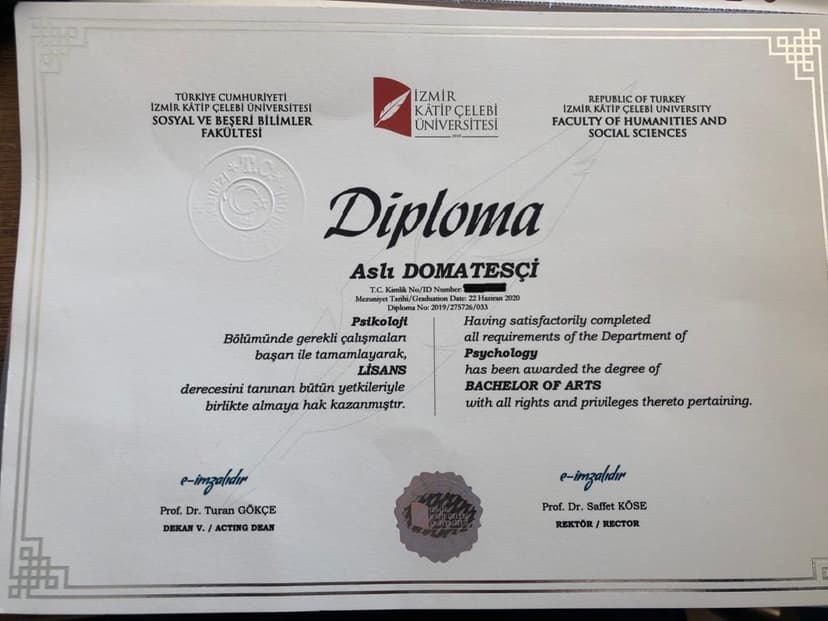 TÜRKİYE CUMHURİYETİ
İZMİR KÂTİP ÇELEBİ ÜNİVERSİTESİ
SOSYAL VE BEŞERİ BİLİMLER
FAKÜLTESİ
İZMİR
KÂTİP ÇELEBİ
ÜNİVERSİTESİ
REPUBLIC OF TURKEY
İZMİR KÂTİP ÇELEBİ UNIVERSITY
FACULTY OF HUMANITIES AND
SOCIAL SCIENCES
T.C.
Diploma
Aslı DOMATESÇİ
T.C. Kimlik No/ID Number:
Mezuniyet Tarihi/Graduation Date: 22 Haziran 2020
Diploma No: 2019/275726/033
Psikoloji
Bölümünde gerekli çalışmaları
başarı ile tamamlayarak,
LİSANS
derecesini tanınan bütün yetkileriyle
birlikte almaya hak kazanmıştır.
Having satisfactorily completed
all requirements of the Department of
Psychology
has been awarded the degree of
BACHELOR OF ARTS
with all rights and privileges thereto pertaining.
e-imzalıdır
Prof. Dr. Turan GÖKÇE
DEKAN V. / ACTING DEAN
e-imzalıdır
Prof. Dr. Saffet KÖSE
REKTÖR / RECTOR